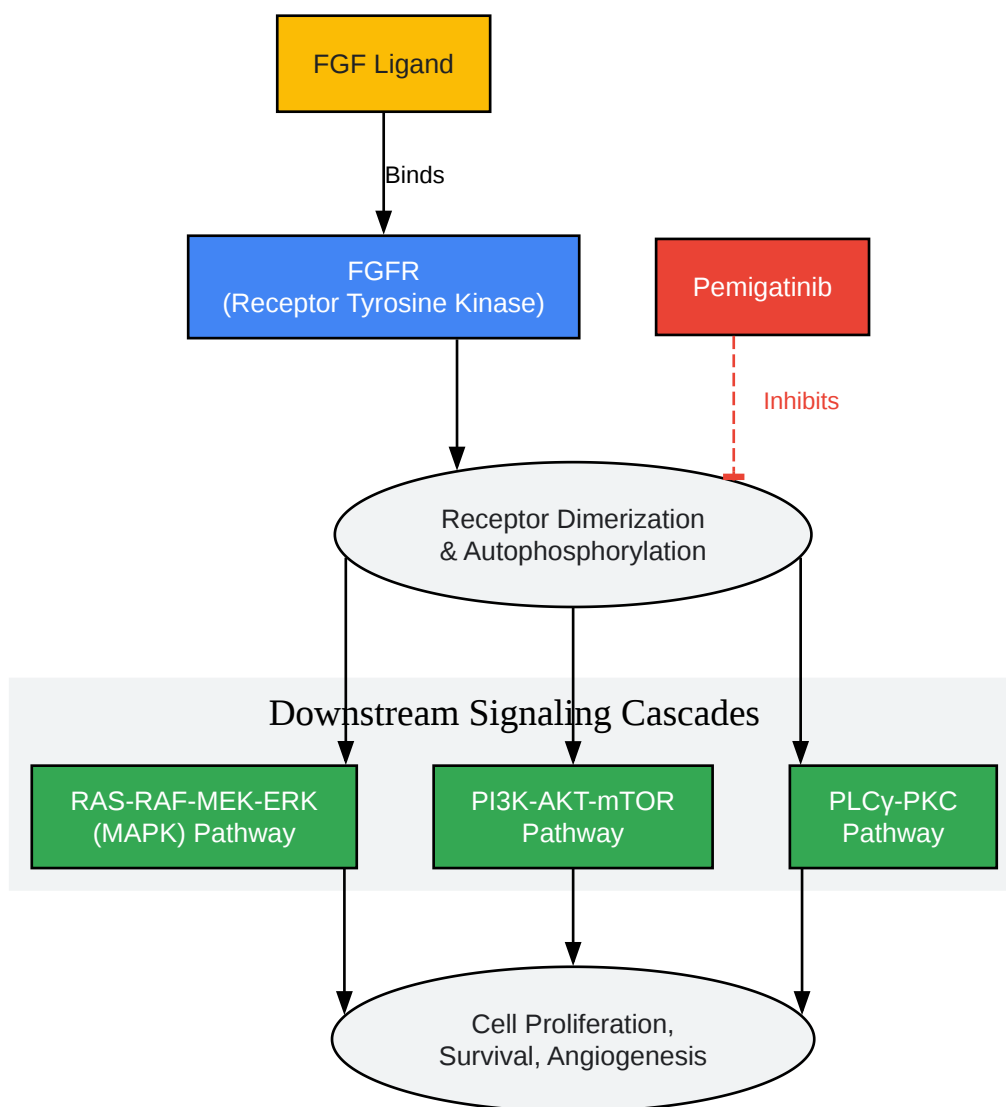 FGF Ligand
Binds
FGFR
(Receptor Tyrosine Kinase)
Pemigatinib
Inhibits
Receptor Dimerization
& Autophosphorylation
Downstream Signaling Cascades
RAS-RAF-MEK-ERK
(MAPK) Pathway
PI3K-AKT-mTOR
Pathway
PLCγ-PKC
Pathway
Cell Proliferation,
Survival, Angiogenesis